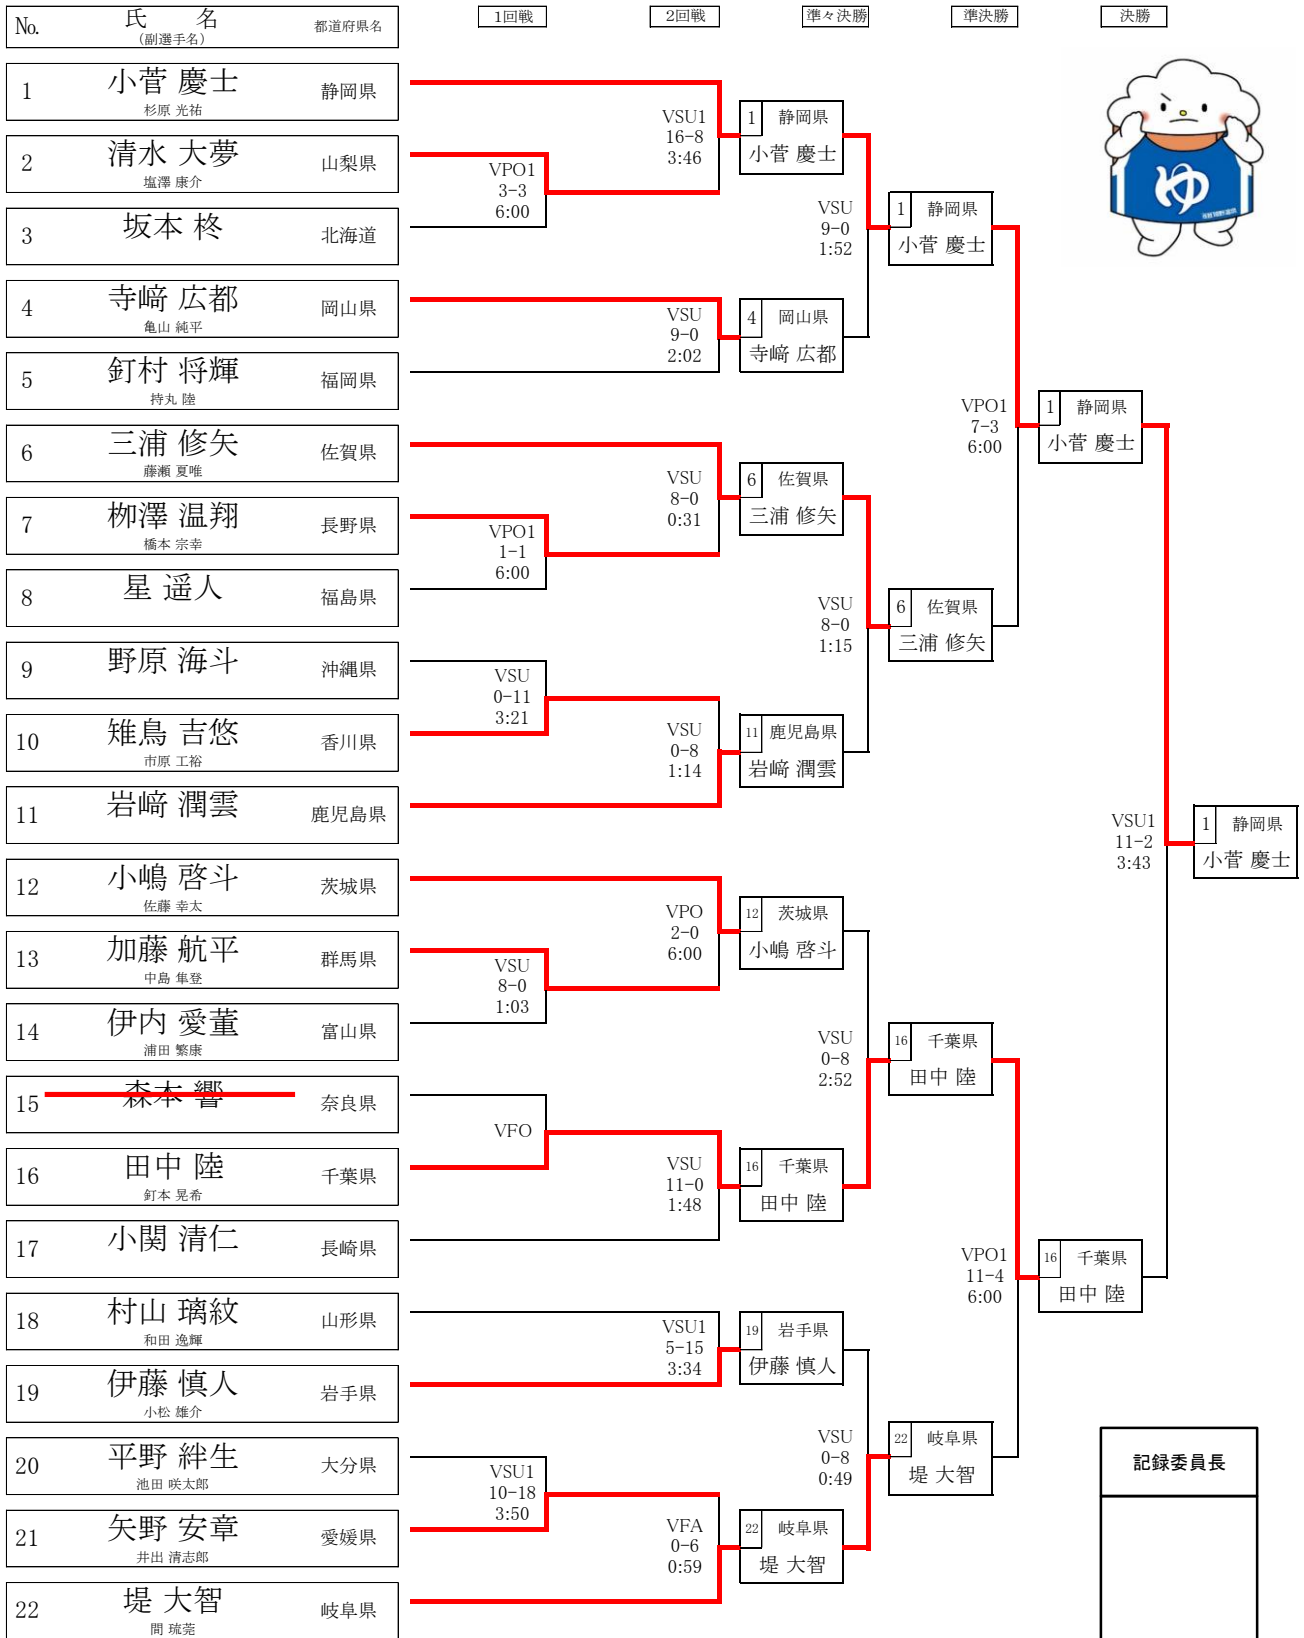 No. 氏 名 都道府県名 1回戦 2回戦 準々決勝 準決勝 決勝
(副選手名)
1 小菅 慶士 静岡県
杉原 光祐
2 清水 大夢 山梨県
塩澤 康介
3 坂本 柊 北海道
4 寺﨑 広都 岡山県
亀山 純平
5 釘村 将輝 福岡県
持丸 陸
6 三浦 修矢 佐賀県
藤瀬 夏唯
7 栁澤 温翔 長野県
橋本 宗幸
8 星 遥人 福島県
9 野原 海斗 沖縄県
10 雉鳥 吉悠 香川県
市原 工裕
11 岩﨑 潤雲 鹿児島県
12 小嶋 啓斗 茨城県
佐藤 幸太
13 加藤 航平 群馬県
中島 隼登
14 伊内 愛董 富山県
浦田 繁康
15 森本 響 奈良県
16 田中 陸 千葉県
釘本 晃希
17 小関 清仁 長崎県
18 村山 璃紋 山形県
和田 逸輝
19 伊藤 慎人 岩手県
小松 雄介
20 平野 絆生 大分県
池田 咲太郎
21 矢野 安章 愛媛県
井出 清志郎
22 堤 大智 岐阜県
間 琉莞
VPO1
3-3
6:00
VPO1
1-1
6:00
VSU
0-11
3:21
VSU
8-0
1:03
VFO
VSU1
10-18
3:50
VSU1
16-8
3:46
VSU
9-0
2:02
VSU
8-0
0:31
VSU
0-8
1:14
VPO
2-0
6:00
VSU
11-0
1:48
VSU1
5-15
3:34
VFA
0-6
0:59
1 静岡県
小菅 慶士
4 岡山県
寺﨑 広都
6 佐賀県
三浦 修矢
11 鹿児島県
岩﨑 潤雲
12 茨城県
小嶋 啓斗
16 千葉県
田中 陸
19 岩手県
伊藤 慎人
22 岐阜県
堤 大智
VSU
9-0
1:52
VSU
8-0
1:15
VSU
0-8
2:52
VSU
0-8
0:49
1 静岡県
小菅 慶士
6 佐賀県
三浦 修矢
16 千葉県
田中 陸
22 岐阜県
堤 大智
VPO1
7-3
6:00
VPO1
11-4
6:00
1 静岡県
小菅 慶士
16 千葉県
田中 陸
VSU1
11-2
3:43
1 静岡県
小菅 慶士
ゆ
記録委員長